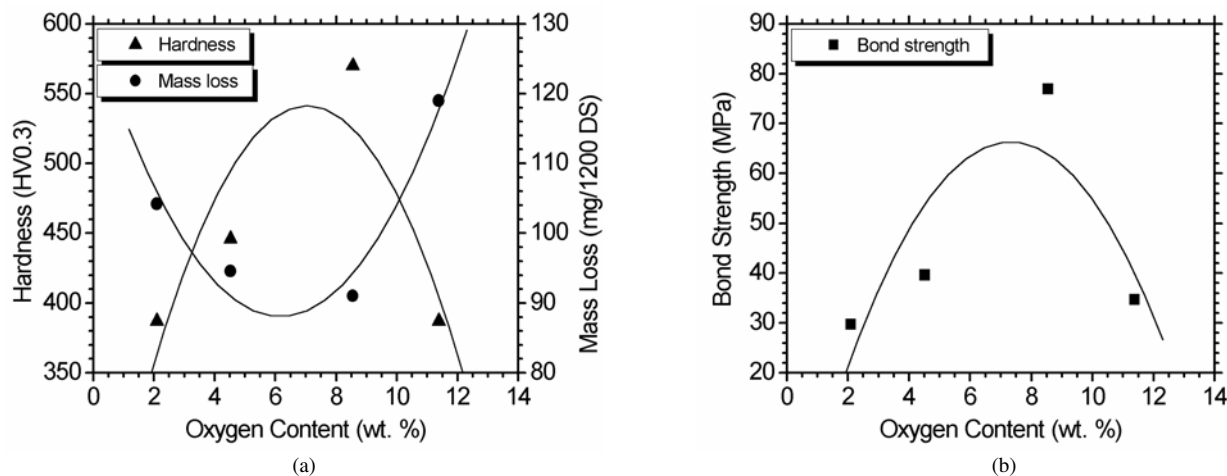 600
550
500
450
400
350
Hardness (HV0.3)
Hardness
Mass loss
130
120
110
100
90
80
Mass Loss (mg/1200 DS)
0 2 4 6 8 10 12 14
Oxygen Content (wt. %)
(a)
90
80
70
60
50
40
30
20
Bond Strength (MPa)
Bond strength
0 2 4 6 8 10 12 14
Oxygen Content (wt. %)
(b)